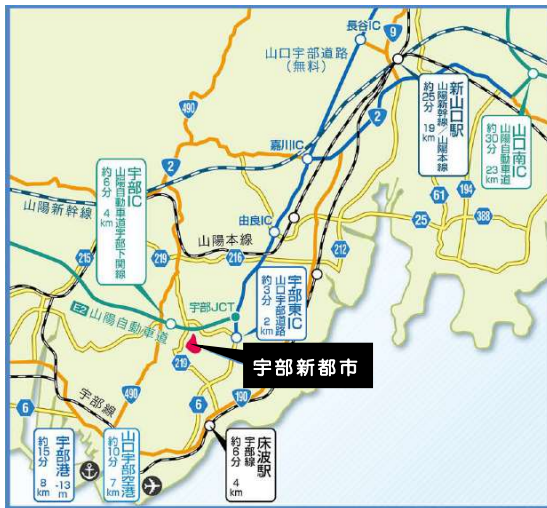 長谷IC
9
山口宇部道路
(無料)
490
2
嘉川IC
新山口駅
山陽新幹線/山陽本線
約25分 19km
山口南IC
山陽自動車道
約30分 23km
2
宇部IC
山陽自動車道宇部下関線
約6分 4km
山陽新幹線
由良IC
61
194
388
25
山陽本線
212
215
219
216
宇部JCT
宇部東IC
山口宇部道路
約3分 2km
E2 山陽自動車道
219
宇部新都市
宇部線
490
190
6
6
床波駅
宇部線
約6分 4km
山口宇部空港
約10分 7km
宇部港
-13m
約15分 8km